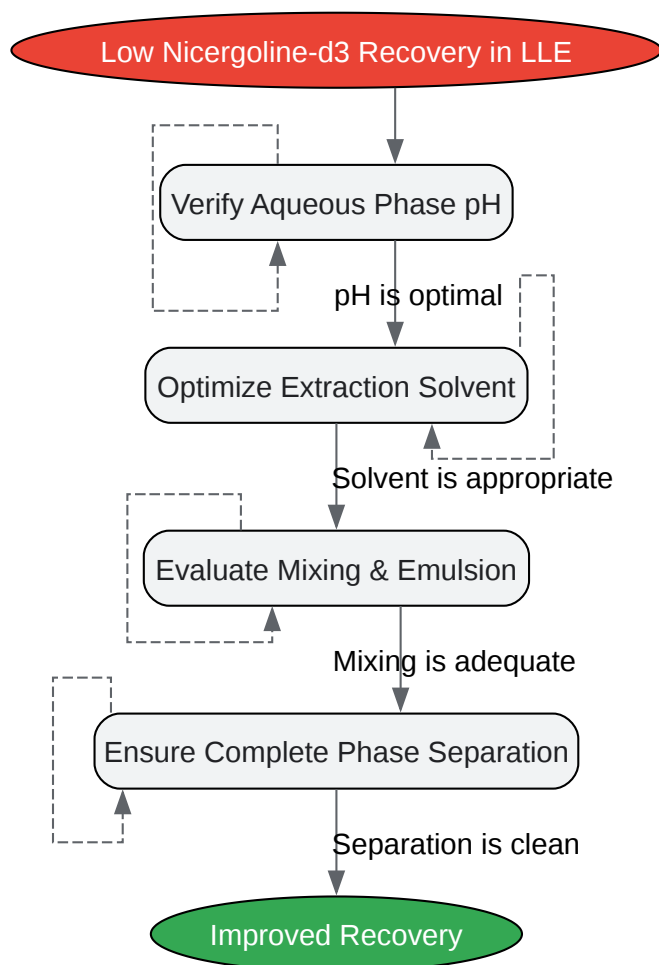 Low Nicergoline-d3 Recovery in LLE
Verify Aqueous Phase pH
pH is optimal
Optimize Extraction Solvent
Solvent is appropriate
Evaluate Mixing & Emulsion
Mixing is adequate
Ensure Complete Phase Separation
Separation is clean
Improved Recovery